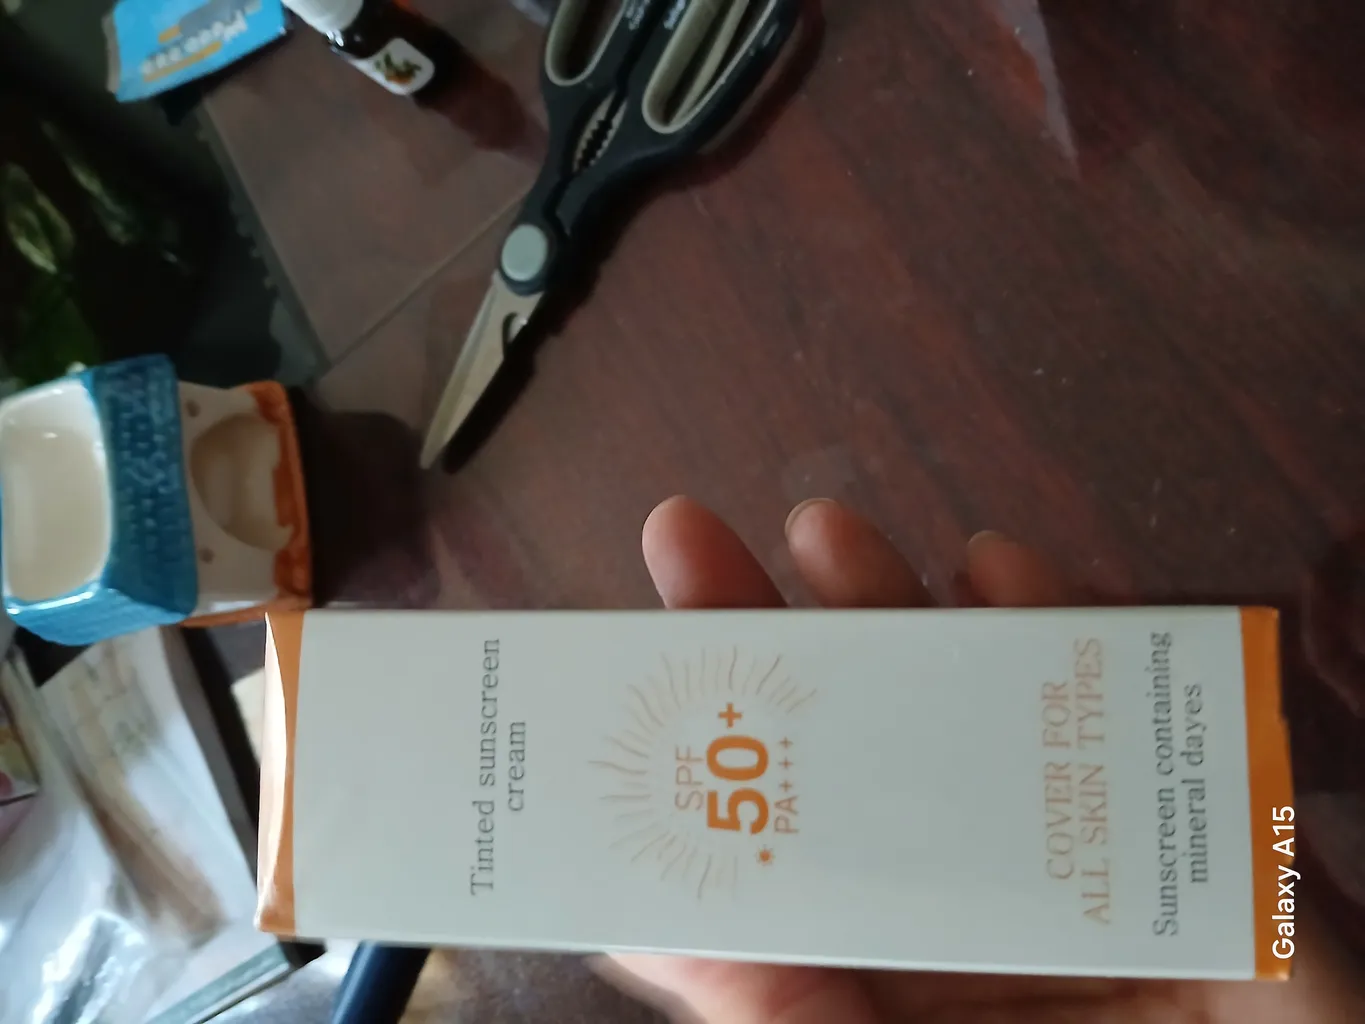 Tinted sunscreen
cream
SPF
50+
PA+++
COVER FOR
ALL SKIN TYPES
Sunscreen containing
mineral dayes
Galaxy A15